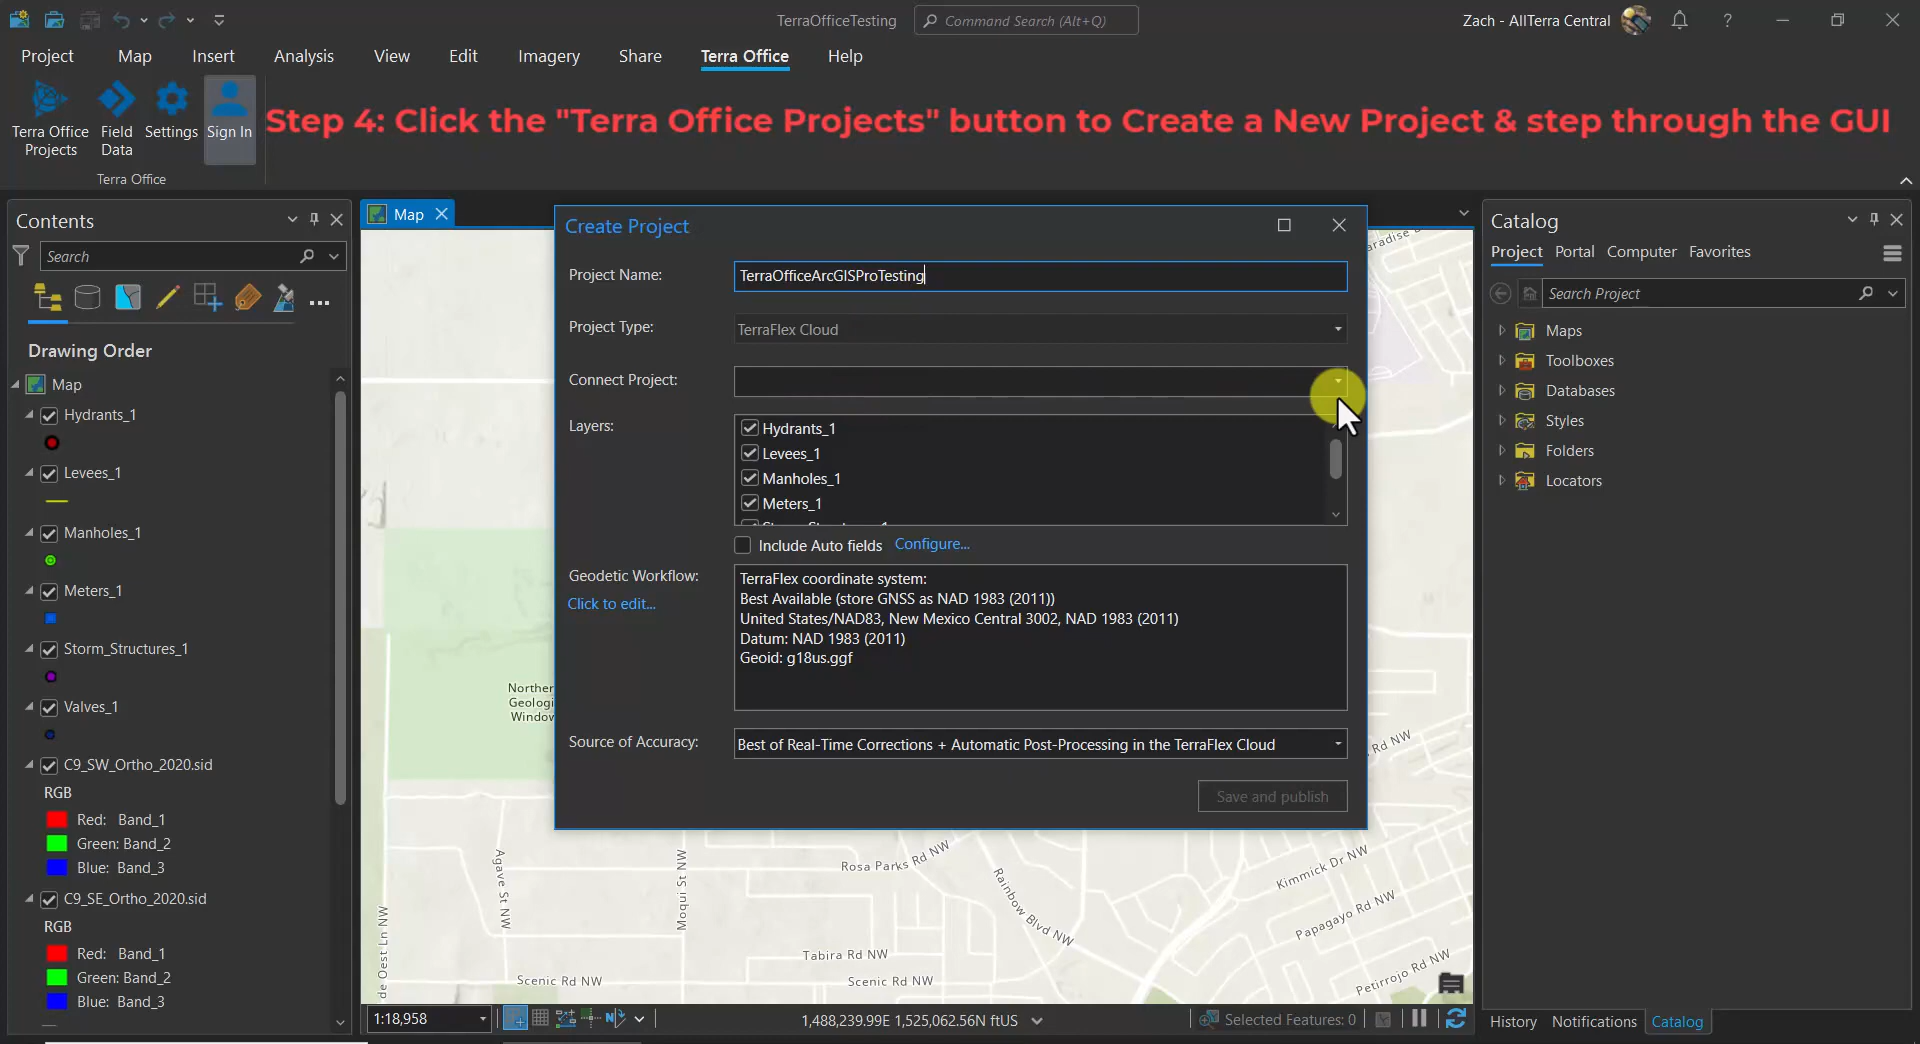 TerraOfficeTesting
Command Search (Alt+Q)
Zach - AllTerra Central
?
Project Map Insert Analysis View Edit Imagery Share Terra Office Help
Terra Office Projects
Field Data
Settings
Sign In
Terra Office
Step 4: Click the "Terra Office Projects" button to Create a New Project & step through the GUI
Contents
Search
Drawing Order
Map
Hydrants_1
Levees_1
Manholes_1
Meters_1
Storm_Structures_1
Valves_1
C9_SW_Ortho_2020.sid
RGB
Red: Band_1
Green: Band_2
Blue: Band_3
C9_SE_Ortho_2020.sid
RGB
Red: Band_1
Green: Band_2
Blue: Band_3
Map
Create Project
Project Name:
TerraOfficeArcGISProTesting
Project Type:
TerraFlex Cloud
Connect Project:
Layers:
Hydrants_1
Levees_1
Manholes_1
Meters_1
Include Auto fields Configure...
Geodetic Workflow:
Click to edit...
TerraFlex coordinate system:
Best Available (store GNSS as NAD 1983 (2011))
United States/NAD83, New Mexico Central 3002, NAD 1983 (2011)
Datum: NAD 1983 (2011)
Geoid: g18us.ggf
Source of Accuracy:
Best of Real-Time Corrections + Automatic Post-Processing in the TerraFlex Cloud
Save and publish
Rd NW
Agave St NW
Moqui St NW
Rosa Parks Rd NW
Rainbow Blvd NW
Kimmick Dr NW
Papagayo Rd NW
Petirrojo Rd NW
Tabira Rd NW
Scenic Rd NW
Scenic Rd NW
de Oest Ln NW
1:18,958
1,488,239.99E 1,525,062.56N ftUS
Selected Features: 0
Catalog
Project Portal Computer Favorites
Search Project
Maps
Toolboxes
Databases
Styles
Folders
Locators
History Notifications Catalog